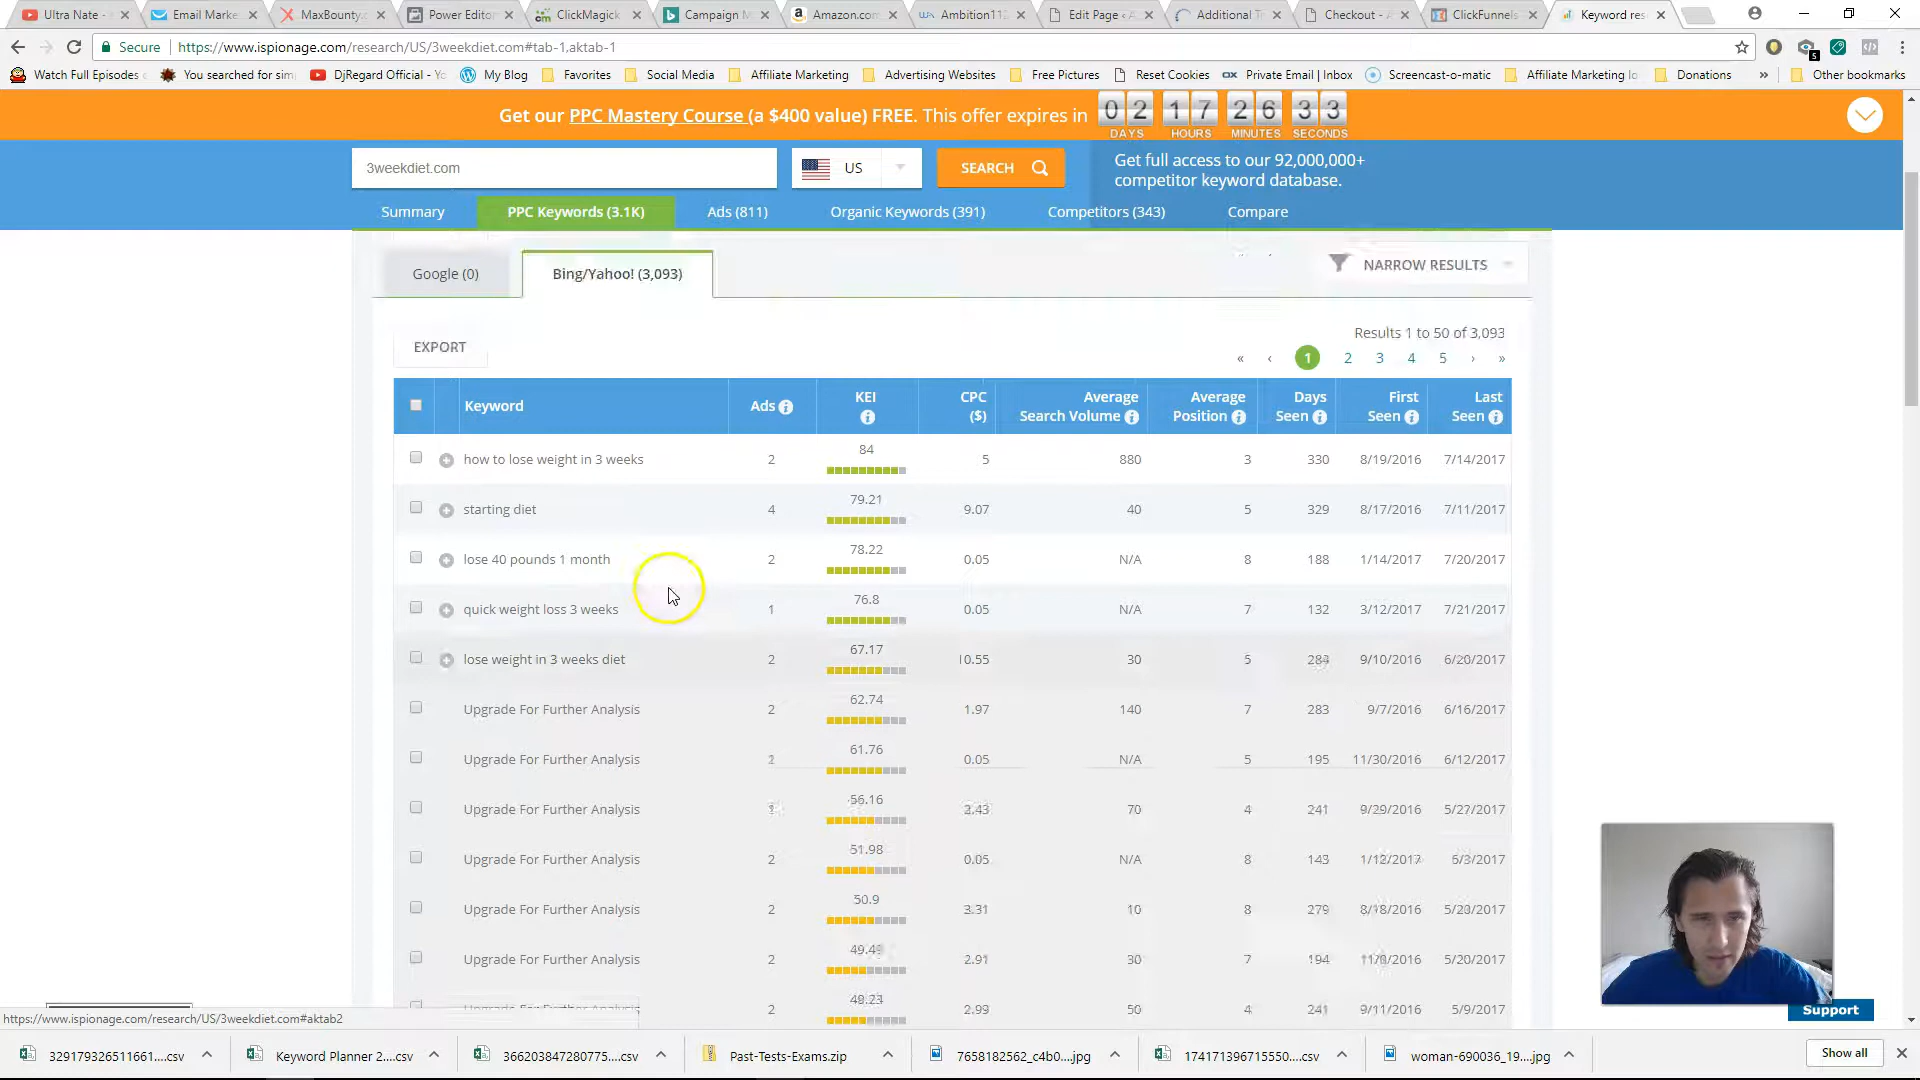 Ultra Nate -
Email Marke
MaxBounty.c
Power Editor
ClickMagick
Campaign M
Amazon.com:
Ambition112
Edit Page ‹ A
Additional T
Checkout - A
ClickFunnels
Keyword res
Secure
https://www.ispionage.com/research/US/3weekdiet.com#tab-1,aktab-1
Watch Full Episodes
You searched for sim
DjRegard Official - Yo
My Blog
Favorites
Social Media
Affiliate Marketing
Advertising Websites
Free Pictures
Reset Cookies
Private Email | Inbox
Screencast-o-matic
Affiliate Marketing Io
Donations
»
Other bookmarks
Get our PPC Mastery Course (a $400 value) FREE. This offer expires in
02 17 26 33
DAYS HOURS MINUTES SECONDS
3weekdiet.com
US
SEARCH
Get full access to our 92,000,000+
competitor keyword database.
Summary
PPC Keywords (3.1K)
Ads (811)
Organic Keywords (391)
Competitors (343)
Compare
Google (0)
Bing/Yahoo! (3,093)
NARROW RESULTS
EXPORT
Results 1 to 50 of 3,093
« ‹ 1 2 3 4 5 › »
Keyword Ads KEI CPC ($) Average Search Volume Average Position Days Seen First Seen Last Seen
how to lose weight in 3 weeks 2 84 5 880 3 330 8/19/2016 7/14/2017
starting diet 4 79.21 9.07 40 5 329 8/17/2016 7/11/2017
lose 40 pounds 1 month 2 78.22 0.05 N/A 8 188 1/14/2017 7/20/2017
quick weight loss 3 weeks 1 76.8 0.05 N/A 7 132 3/12/2017 7/21/2017
lose weight in 3 weeks diet 2 67.17 10.55 30 5 284 9/10/2016 6/20/2017
Upgrade For Further Analysis 2 62.74 1.97 140 7 283 9/7/2016 6/16/2017
Upgrade For Further Analysis 61.76 0.05 N/A 5 195 11/30/2016 6/12/2017
Upgrade For Further Analysis 56.16 2.43 70 4 241 9/29/2016 5/27/2017
Upgrade For Further Analysis 2 51.98 0.05 N/A 8 143 1/12/2017 6/3/2017
Upgrade For Further Analysis 2 50.9 3.31 10 8 279 8/18/2016
Upgrade For Further Analysis 2 49.49 2.91 30 7 194 5/20/2017
Upgrade For Further Analysis 2 48.23 2.99 50 4 241 9/11/2016 5/9/2017
Support
https://www.ispionage.com/research/US/3weekdiet.com#aktab2
329179326511661....csv
Keyword Planner 2....csv
366203847280775....csv
Past-Tests-Exams.zip
7658182562_c4b0....jpg
174171396715550....csv
woman-690036_19....jpg
Show all